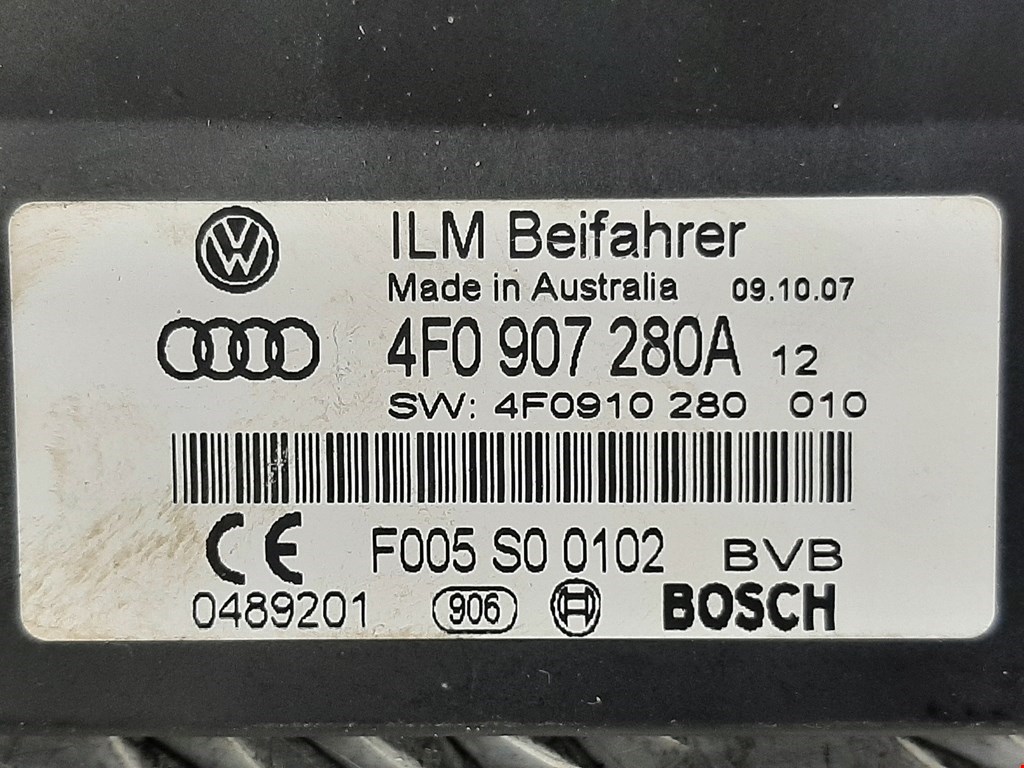 ILM Beifahrer
Made in Australia 09.10.07
4F0 907 280A 12
SW: 4F0910 280 010
CE F005 S0 0102 BVB
0489201 906 BOSCH